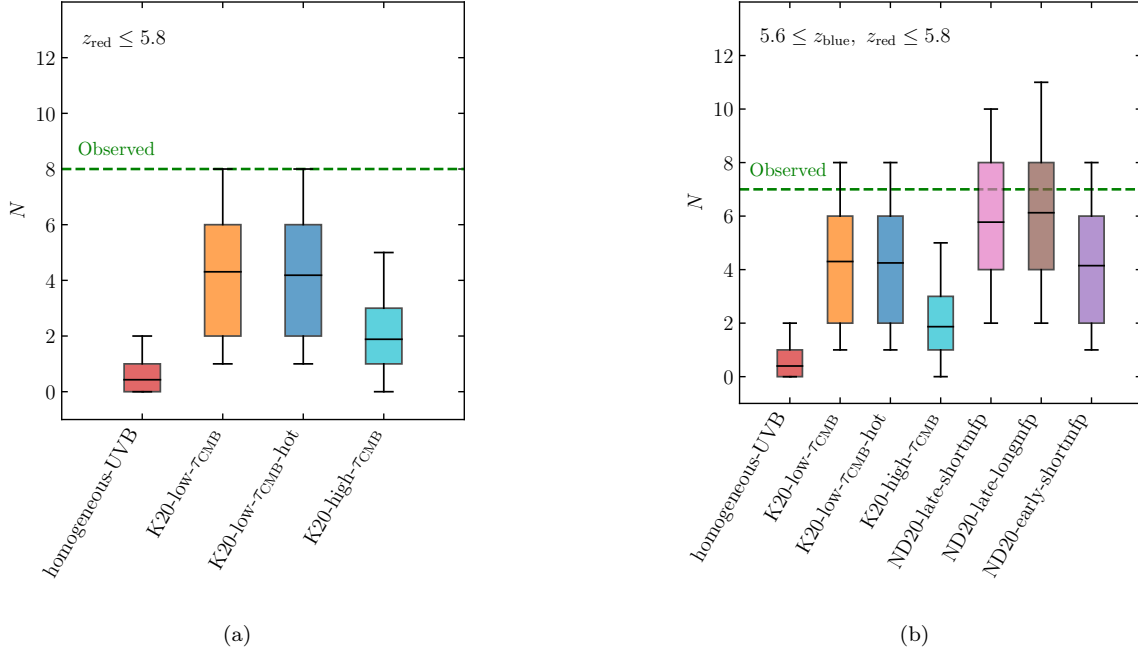 z_red ≤ 5.8
Observed
N
12
10
8
6
4
2
0
homogeneous-UVB
K20-low-τ_CMB
K20-low-τ_CMB-hot
K20-high-τ_CMB
(a)
5.6 ≤ z_blue, z_red ≤ 5.8
Observed
N
12
10
8
6
4
2
0
homogeneous-UVB
K20-low-τ_CMB
K20-low-τ_CMB-hot
K20-high-τ_CMB
ND20-late-shortmfp
ND20-late-longmfp
ND20-early-shortmfp
(b)